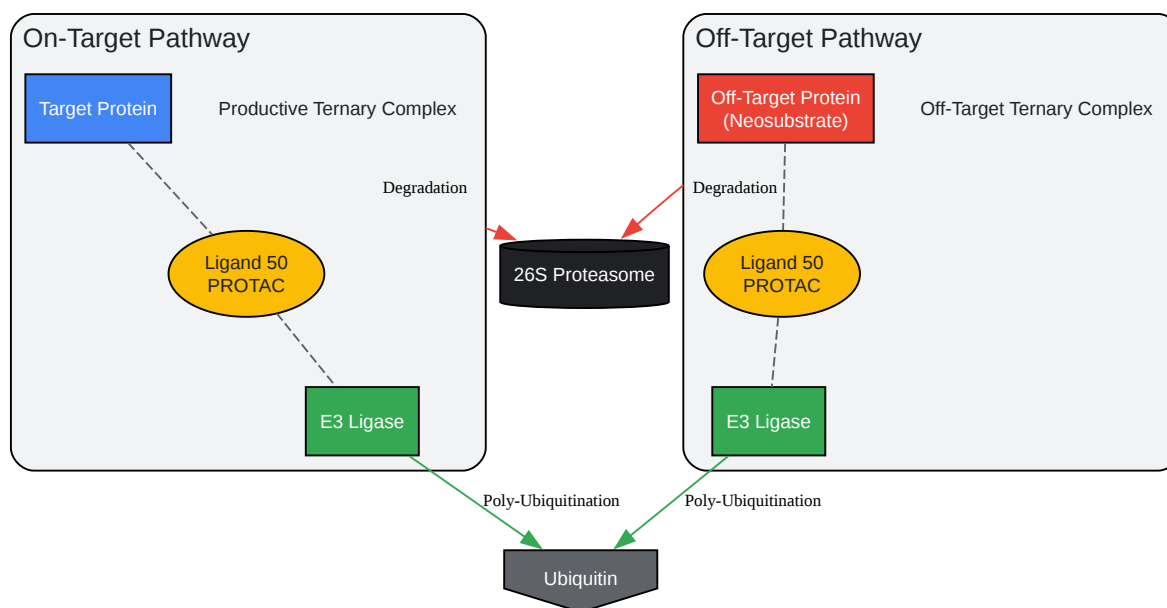 On-Target Pathway
Target Protein
Productive Ternary Complex
Degradation
Ligand 50
PROTAC
E3 Ligase
Poly-Ubiquitination
26S Proteasome
Ubiquitin
Off-Target Pathway
Off-Target Protein
(Neosubstrate)
Off-Target Ternary Complex
Degradation
Ligand 50
PROTAC
E3 Ligase
Poly-Ubiquitination